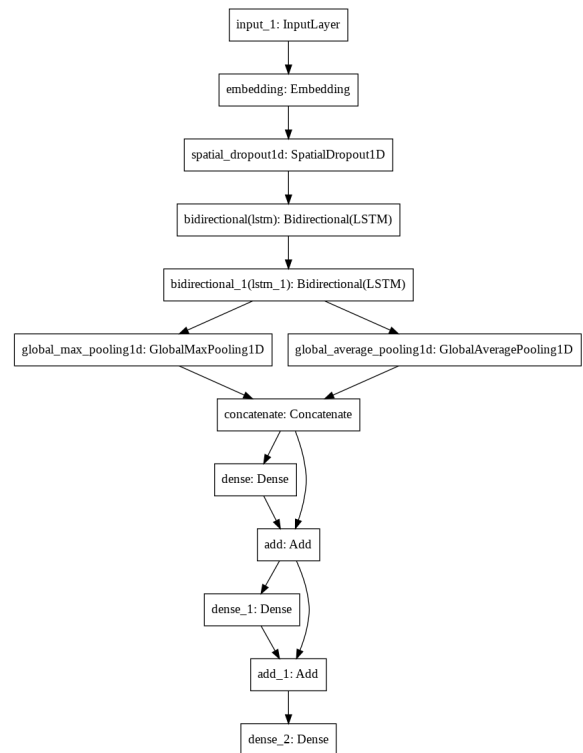 input_1: InputLayer
embedding: Embedding
spatial_dropout1d: SpatialDropout1D
bidirectional(lstm): Bidirectional(LSTM)
bidirectional_1(lstm_1): Bidirectional(LSTM)
global_max_pooling1d: GlobalMaxPooling1D
global_average_pooling1d: GlobalAveragePooling1D
concatenate: Concatenate
dense: Dense
add: Add
dense_1: Dense
add_1: Add
dense_2: Dense